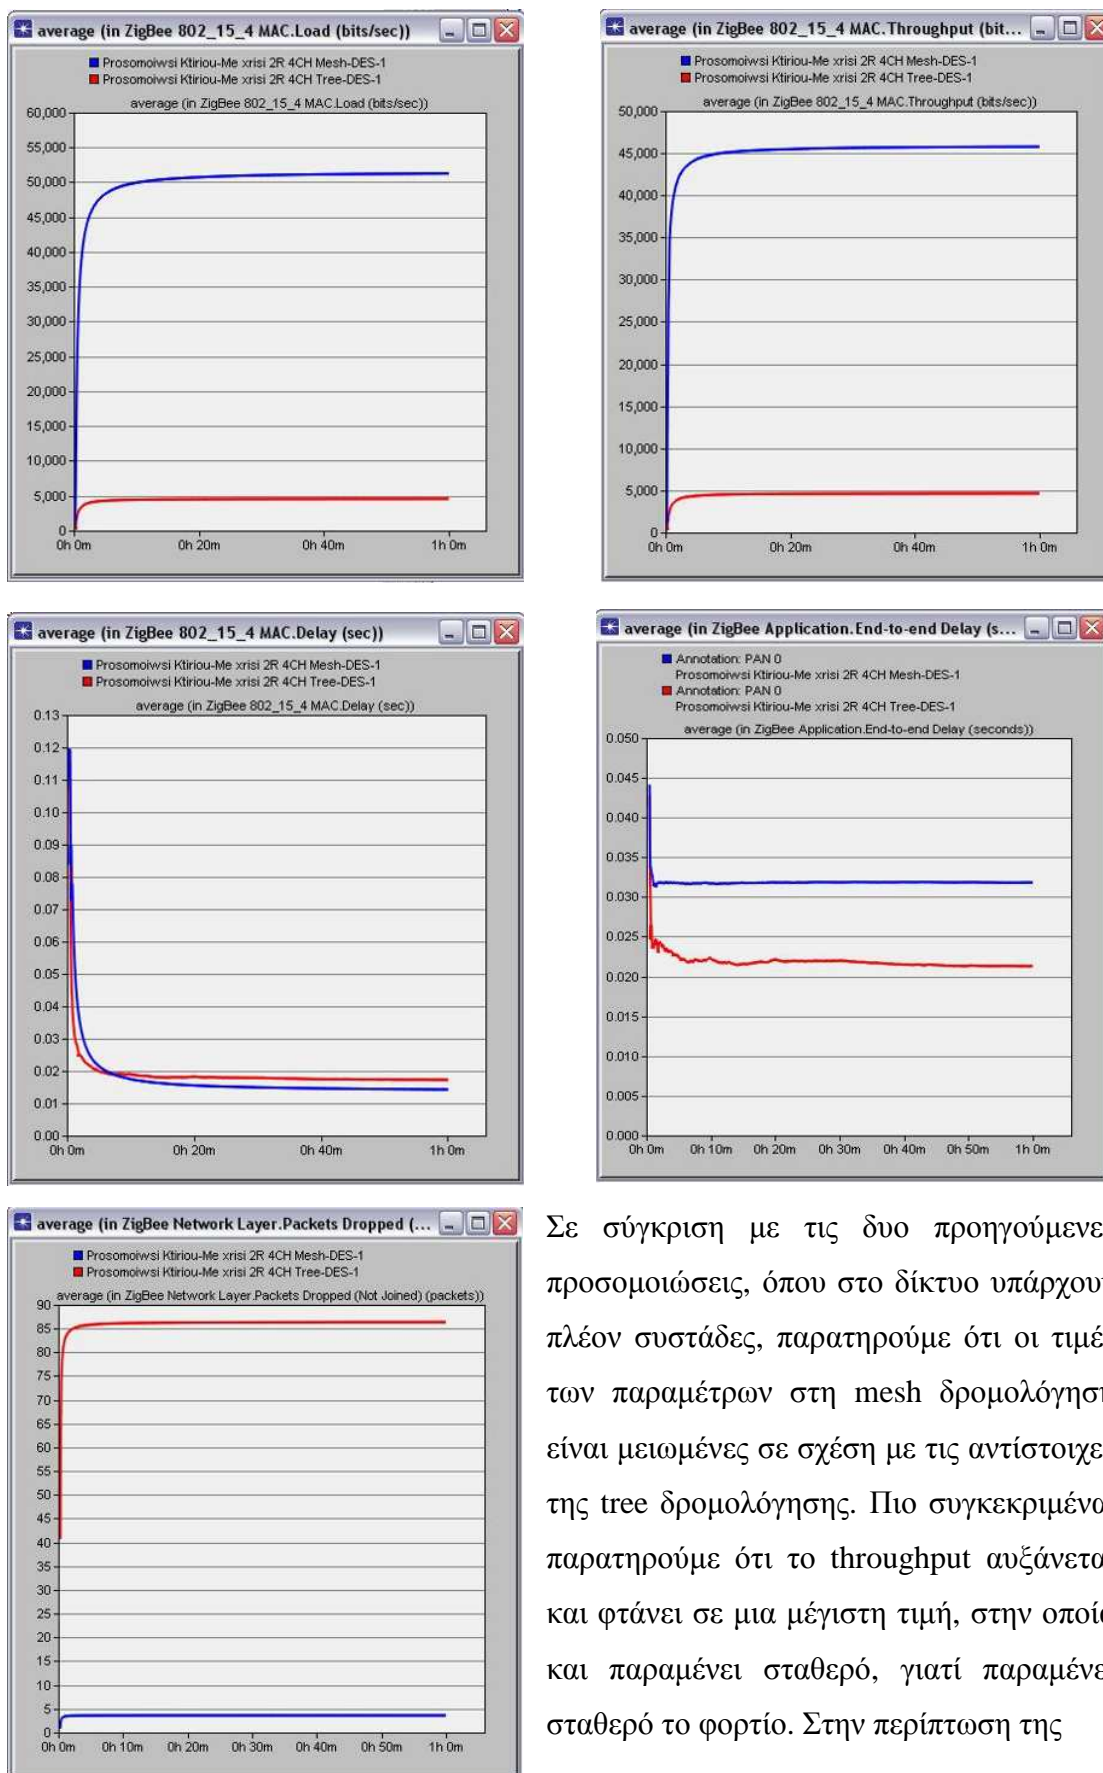 average (in ZigBee 802_15_4 MAC.Load (bits/sec))
Prosomoiwsi Ktiriou-Me xrisi 2R 4CH Mesh-DES-1
Prosomoiwsi Ktiriou-Me xrisi 2R 4CH Tree-DES-1
average (in ZigBee 802_15_4 MAC.Load (bits/sec))
60,000
55,000
50,000
45,000
40,000
35,000
30,000
25,000
20,000
15,000
10,000
5,000
0
0h 0m 0h 20m 0h 40m 1h 0m
average (in ZigBee 802_15_4 MAC.Throughput (bit...
Prosomoiwsi Ktiriou-Me xrisi 2R 4CH Mesh-DES-1
Prosomoiwsi Ktiriou-Me xrisi 2R 4CH Tree-DES-1
average (in ZigBee 802_15_4 MAC.Throughput (bits/sec))
50,000
45,000
40,000
35,000
30,000
25,000
20,000
15,000
10,000
5,000
0
0h 0m 0h 20m 0h 40m 1h 0m
average (in ZigBee 802_15_4 MAC.Delay (sec))
Prosomoiwsi Ktiriou-Me xrisi 2R 4CH Mesh-DES-1
Prosomoiwsi Ktiriou-Me xrisi 2R 4CH Tree-DES-1
average (in ZigBee 802_15_4 MAC.Delay (sec))
0.13
0.12
0.11
0.10
0.09
0.08
0.07
0.06
0.05
0.04
0.03
0.02
0.01
0.00
0h 0m 0h 20m 0h 40m 1h 0m
average (in ZigBee Application.End-to-end Delay (s...
Annotation: PAN 0
Prosomoiwsi Ktiriou-Me xrisi 2R 4CH Mesh-DES-1
Annotation: PAN 0
Prosomoiwsi Ktiriou-Me xrisi 2R 4CH Tree-DES-1
average (in ZigBee Application.End-to-end Delay (seconds))
0.050
0.045
0.040
0.035
0.030
0.025
0.020
0.015
0.010
0.005
0.000
0h 0m 0h 10m 0h 20m 0h 30m 0h 40m 0h 50m 1h 0m
average (in ZigBee Network Layer.Packets Dropped (...
Prosomoiwsi Ktiriou-Me xrisi 2R 4CH Mesh-DES-1
Prosomoiwsi Ktiriou-Me xrisi 2R 4CH Tree-DES-1
average (in ZigBee Network Layer.Packets Dropped (Not Joined) (packets))
90
85
80
75
70
65
60
55
50
45
40
35
30
25
20
15
10
5
0
0h 0m 0h 10m 0h 20m 0h 30m 0h 40m 0h 50m 1h 0m
Σε σύγκριση με τις δυο προηγούμενε
προσομοιώσεις, όπου στο δίκτυο υπάρχου
πλέον συστάδες, παρατηρούμε ότι οι τιμέ
των παραμέτρων στη mesh δρομολόγησ
είναι μειωμένες σε σχέση με τις αντίστοιχε
της tree δρομολόγησης. Πιο συγκεκριμένα
παρατηρούμε ότι το throughput αυξάνετα
και φτάνει σε μια μέγιστη τιμή, στην οποί
και παραμένει σταθερό, γιατί παραμένε
σταθερό το φορτίο. Στην περίπτωση της